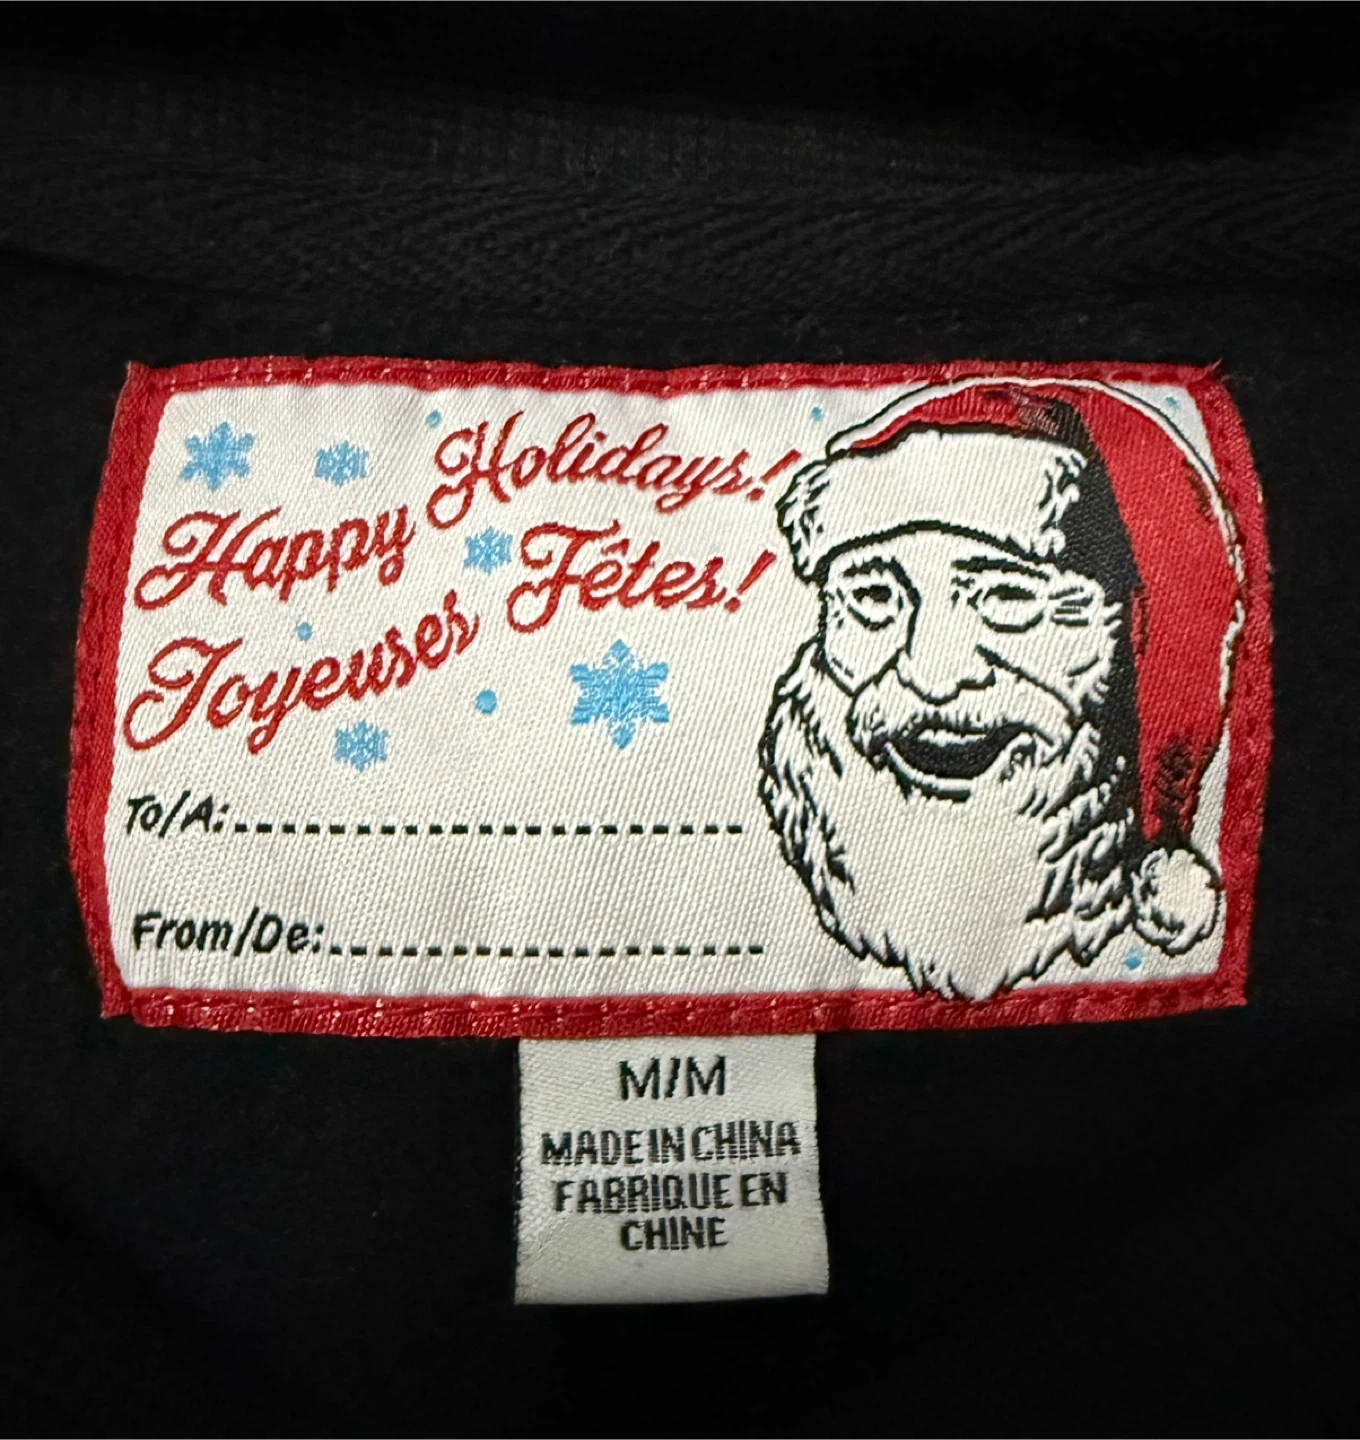 Happy Holidays!
Joyeuses Fêtes!
To/A:
From/De:
M/M
MADE IN CHINA
FABRIQUE EN
CHINE